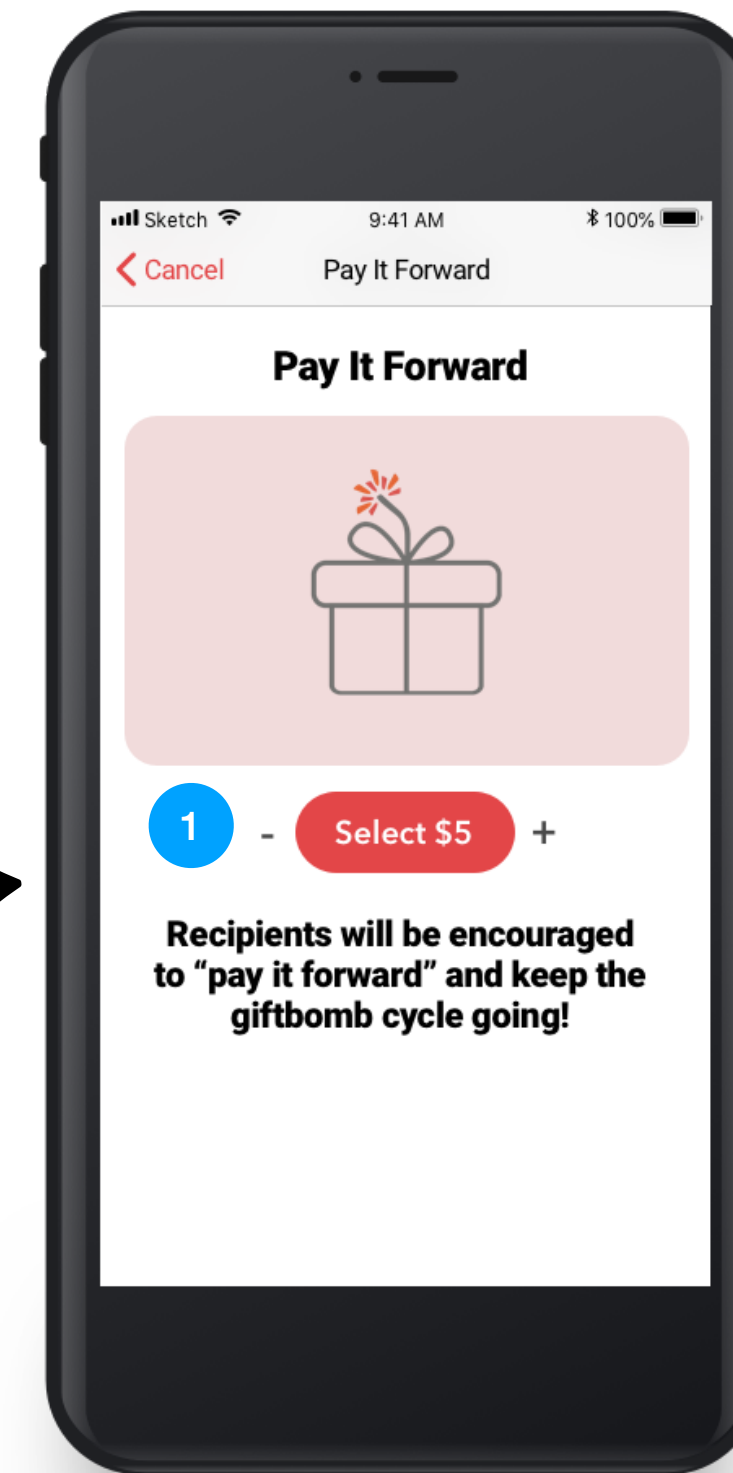 Sketch 9:41 AM 100%
Cancel Pay It Forward
Pay It Forward
1 - Select $5 +
Recipients will be encouraged
to “pay it forward” and keep the
giftbomb cycle going!